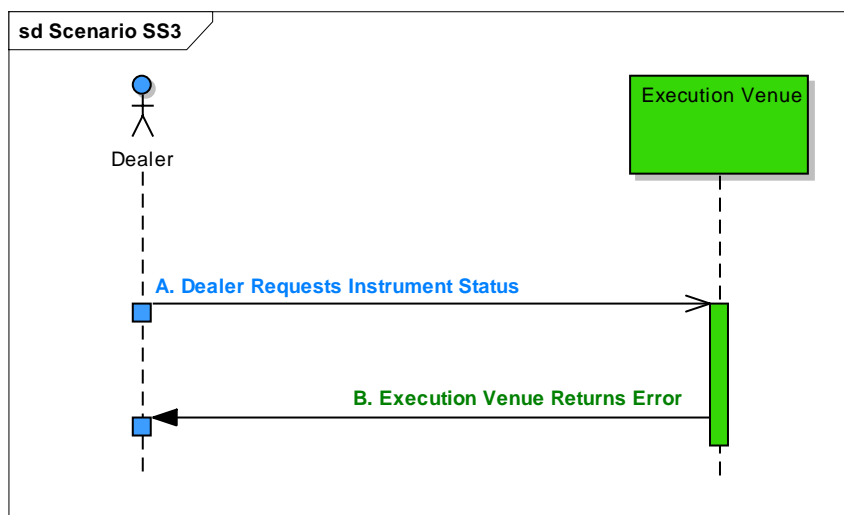 sd Scenario SS3
Dealer
Execution Venue
A. Dealer Requests Instrument Status
B. Execution Venue Returns Error